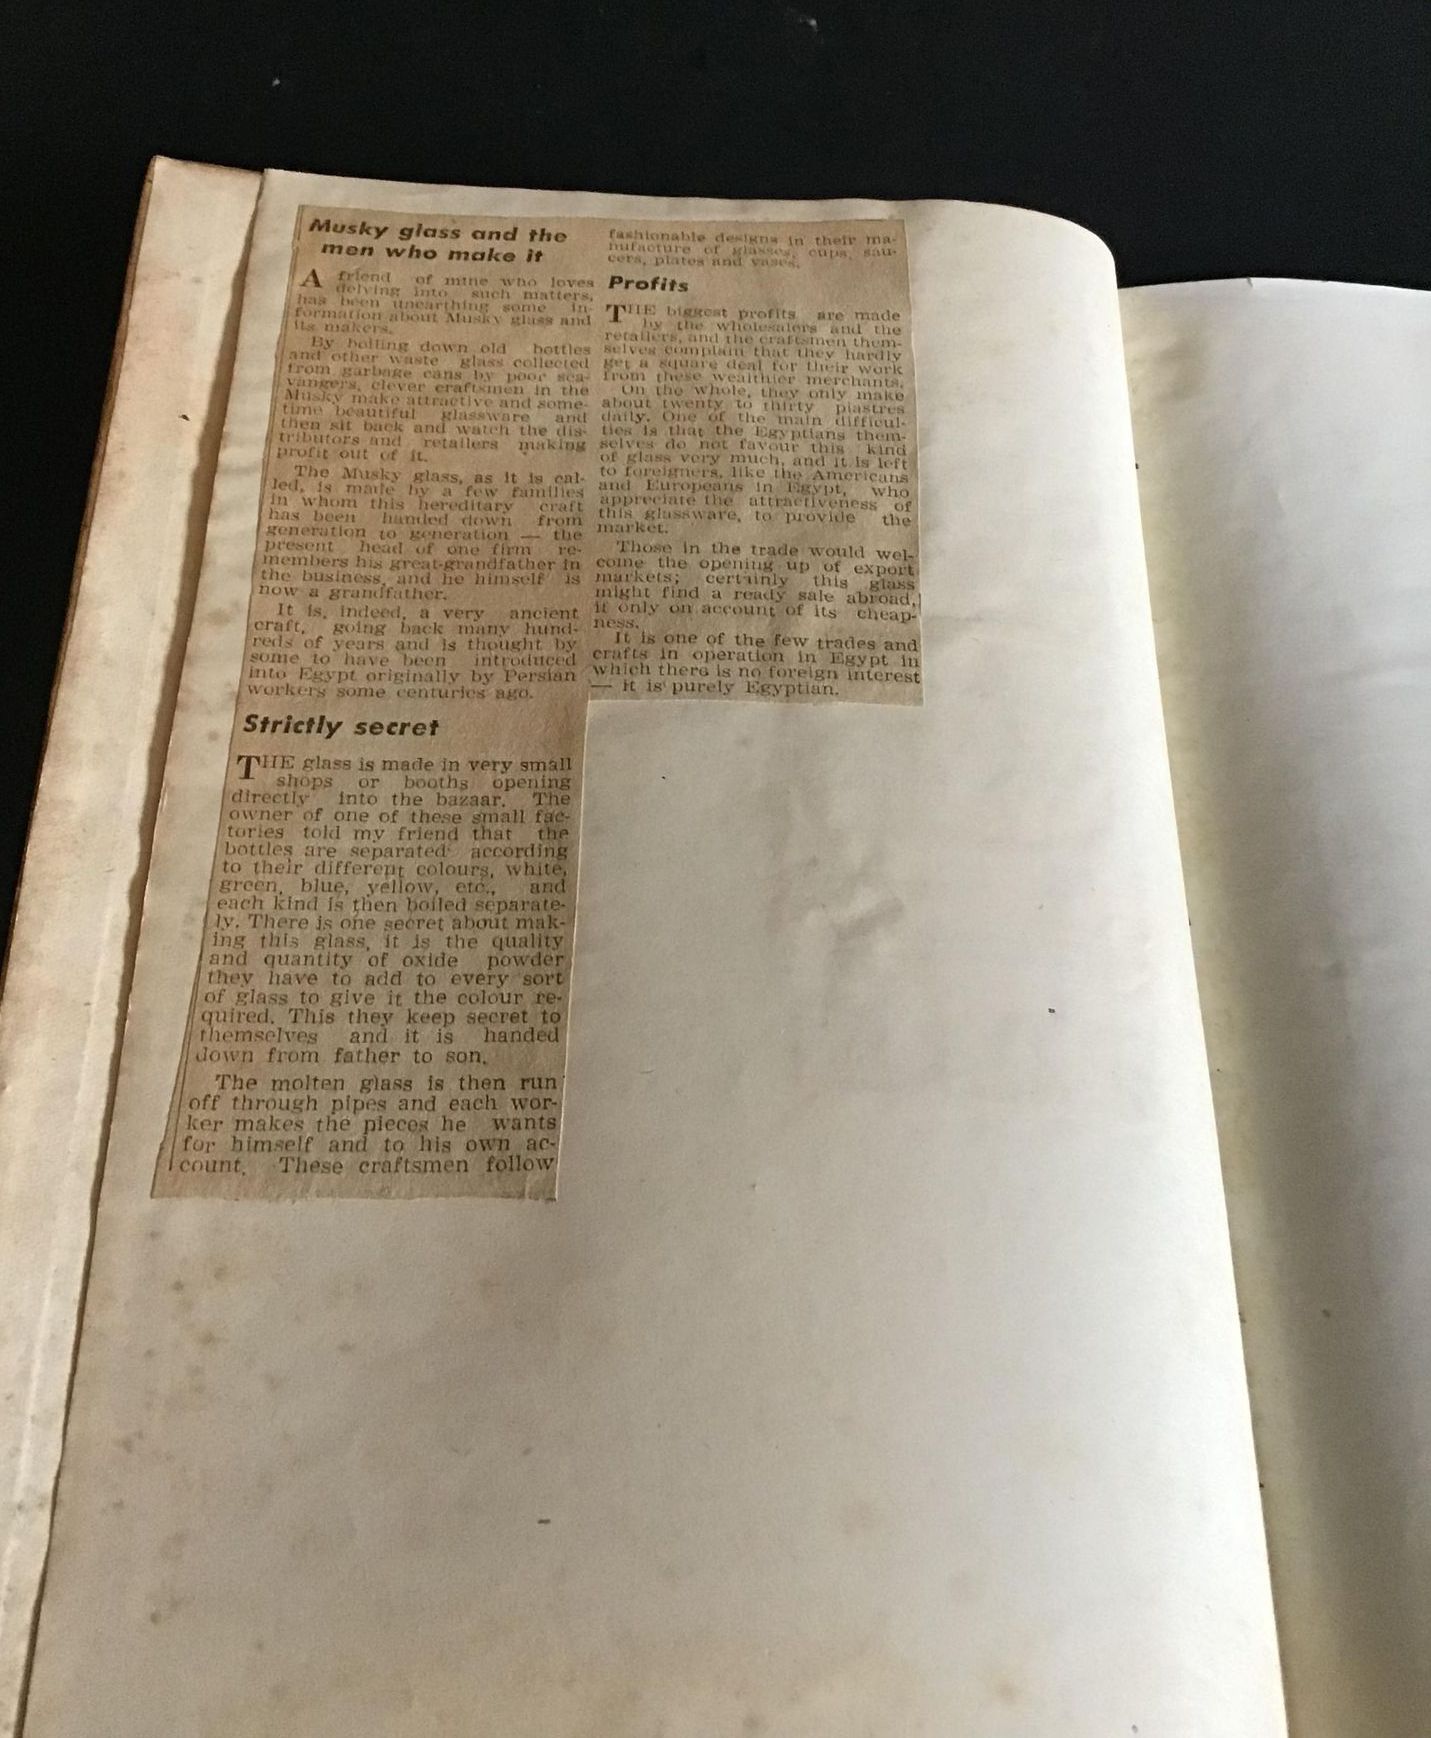 Musky glass and the
men who make it
A friend of mine who loves
delving into such matters,
has been unearthing some in-
formation about Musky glass and
its makers.
By boiling down old bottles
and other waste glass collected
from garbage cans by poor sca-
vangers, clever craftsmen in the
Musky make attractive and some-
time beautiful glassware and
then sit back and watch the dis-
tributors and retailers making
profit out of it.
The Musky glass, as it is cal-
led, is made by a few families
in whom this hereditary craft
has been handed down from
generation to generation — the
present head of one firm re-
members his great-grandfather in
the business, and he himself is
now a grandfather.
It is, indeed, a very ancient
craft, going back many hund-
reds of years and is thought by
some to have been introduced
into Egypt originally by Persian
workers some centuries ago.
Strictly secret
THE glass is made in very small
shops or booths opening
directly into the bazaar. The
owner of one of these small fac-
tories told my friend that the
bottles are separated according
to their different colours, white,
green, blue, yellow, etc., and
each kind is then boiled separate-
ly. There is one secret about mak-
ing this glass, it is the quality
and quantity of oxide powder
they have to add to every sort
of glass to give it the colour re-
quired. This they keep secret to
themselves and it is handed
down from father to son.
The molten glass is then run
off through pipes and each wor-
ker makes the pieces he wants
for himself and to his own ac-
count. These craftsmen follow
fashionable designs in their ma-
nufacture of glasses, cups, sau-
cers, plates and vases.
Profits
THE biggest profits are made
by the wholesalers and the
retailers, and the craftsmen them-
selves complain that they hardly
get a square deal for their work
from these wealthier merchants.
On the whole, they only make
about twenty to thirty piastres
daily. One of the main difficul-
ties is that the Egyptians them-
selves do not favour this kind
of glass very much, and it is left
to foreigners, like the Americans
and Europeans in Egypt, who
appreciate the attractiveness of
this glassware, to provide the
market.
Those in the trade would wel-
come the opening up of export
markets; certainly this glass
might find a ready sale abroad,
if only on account of its cheap-
ness.
It is one of the few trades and
crafts in operation in Egypt in
which there is no foreign interest
— it is purely Egyptian.